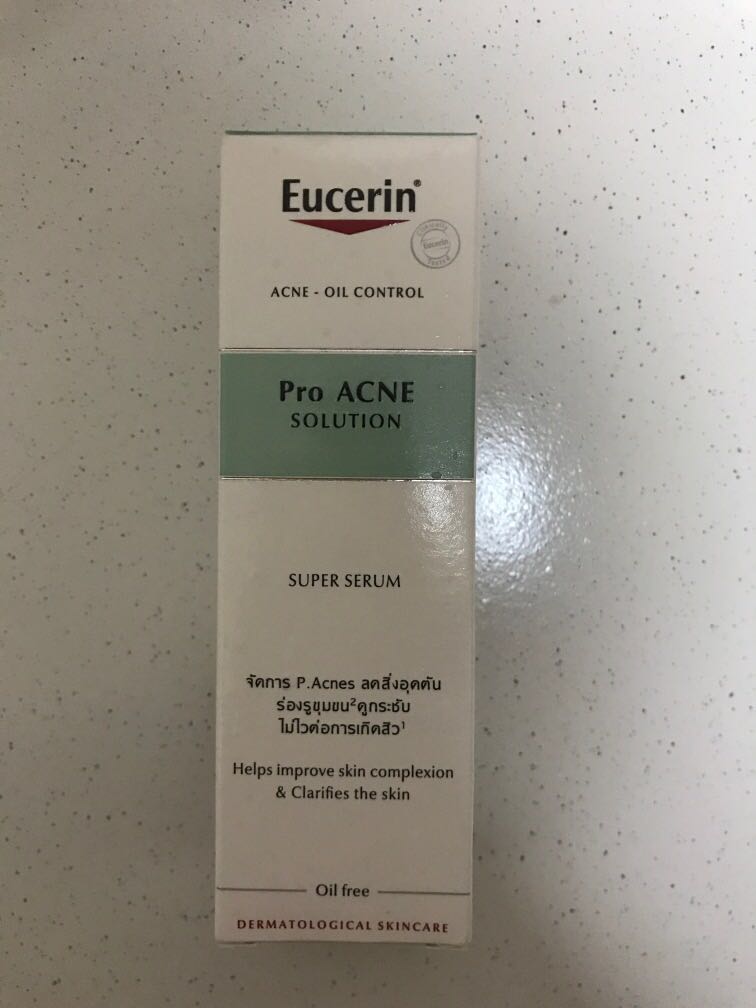 Eucerin®
Clinically
Eucerin
Tested
ACNE - OIL CONTROL
Pro ACNE
SOLUTION
SUPER SERUM
จัดการ P.Acnes ลดสิ่งอุดตัน
ร่องรูขุมขน²ดูกระชับ
ไม่ไวต่อการเกิดสิว¹
Helps improve skin complexion
& Clarifies the skin
Oil free
DERMATOLOGICAL SKINCARE